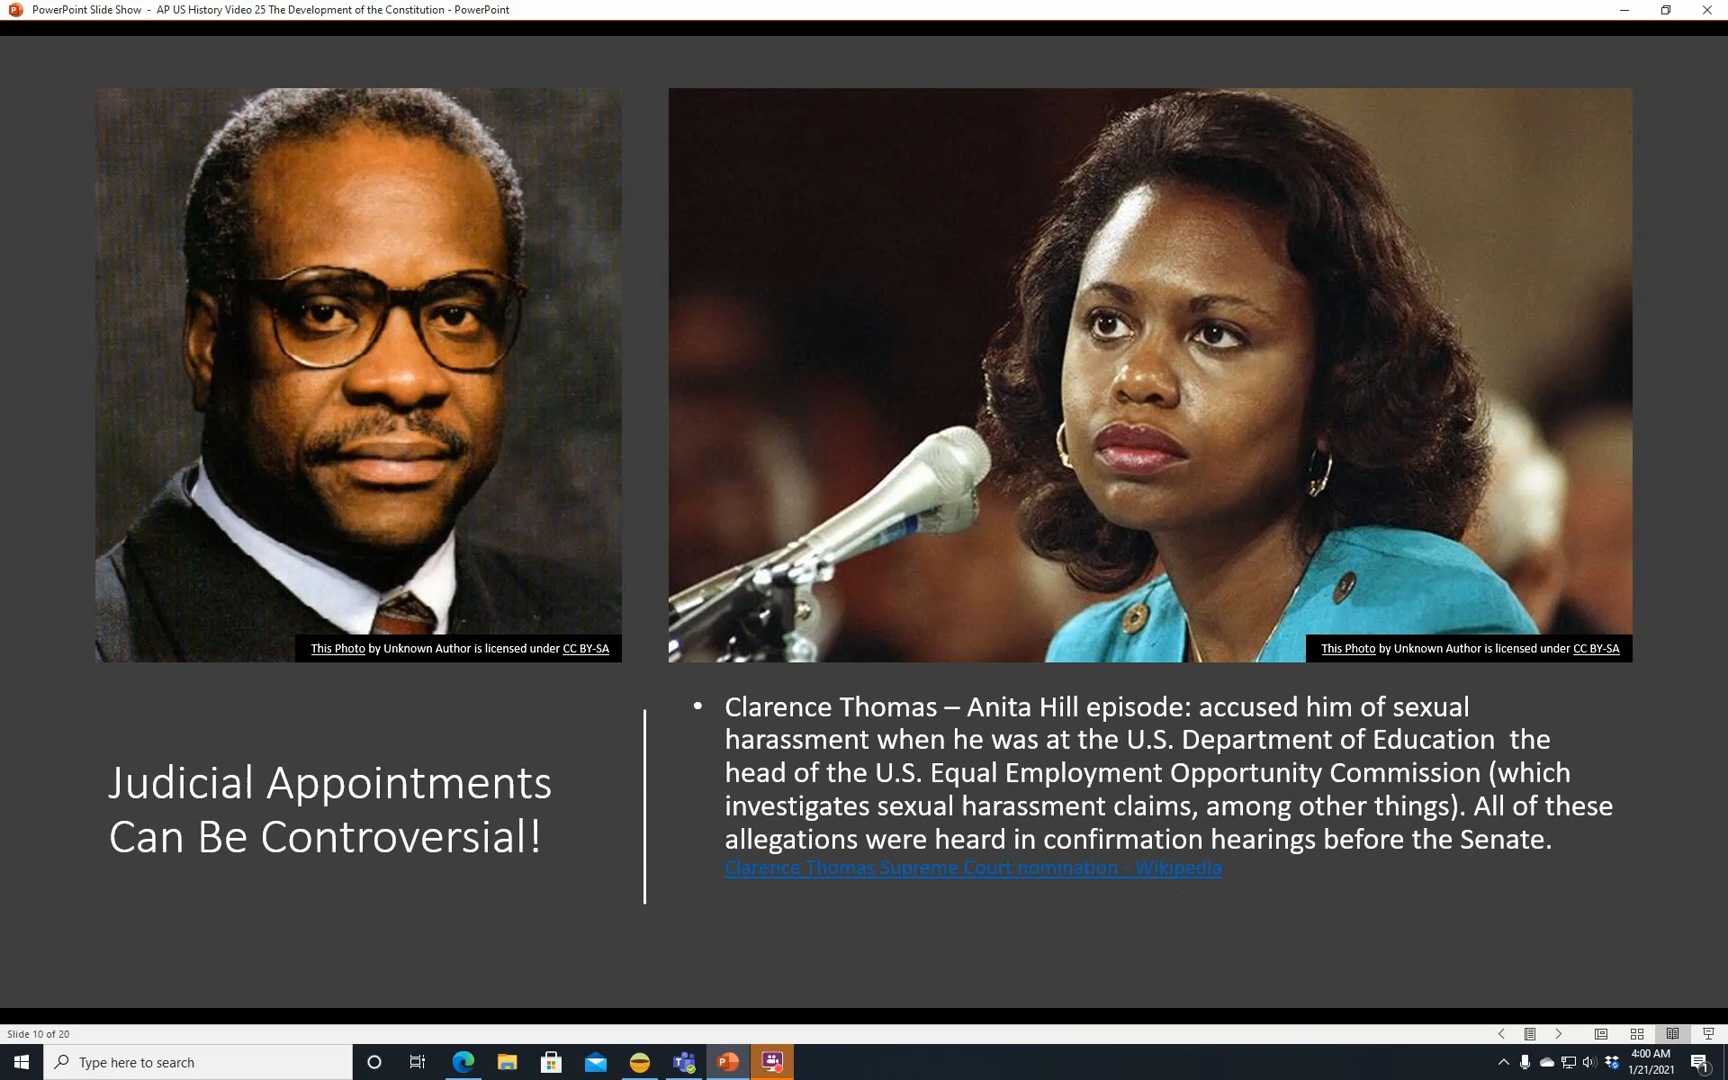 PowerPoint Slide Show - AP US History Video 25 The Development of the Constitution - PowerPoint
This Photo by Unknown Author is licensed under CC BY-SA
This Photo by Unknown Author is licensed under CC BY-SA
Judicial Appointments
Can Be Controversial!
• Clarence Thomas – Anita Hill episode: accused him of sexual
harassment when he was at the U.S. Department of Education the
head of the U.S. Equal Employment Opportunity Commission (which
investigates sexual harassment claims, among other things). All of these
allegations were heard in confirmation hearings before the Senate.
Clarence Thomas Supreme Court nomination - Wikipedia
Slide 10 of 20
Type here to search
4:00 AM
1/21/2021
1